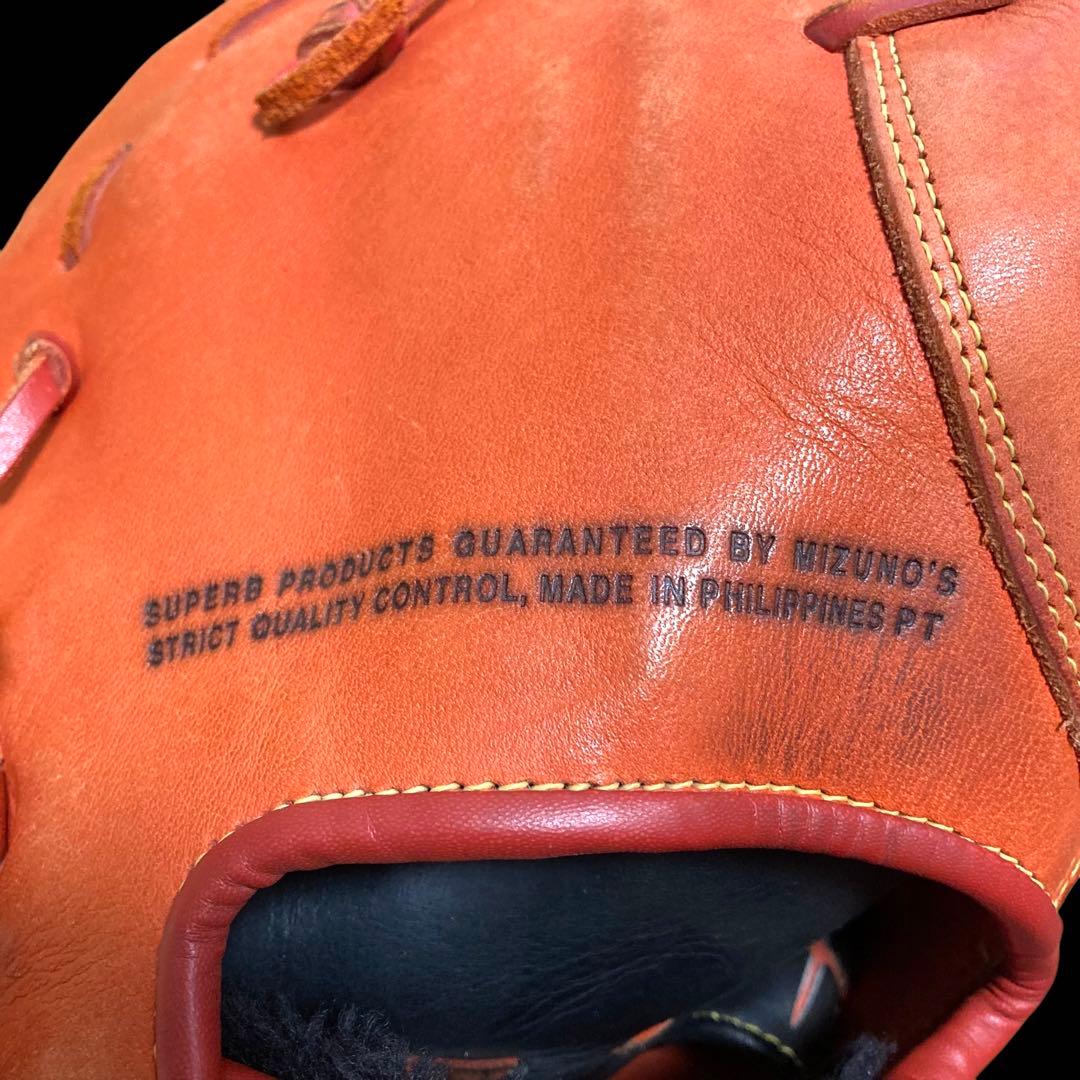 SUPERB PRODUCTS GUARANTEED BY MIZUNO'S
STRICT QUALITY CONTROL, MADE IN PHILIPPINES PT